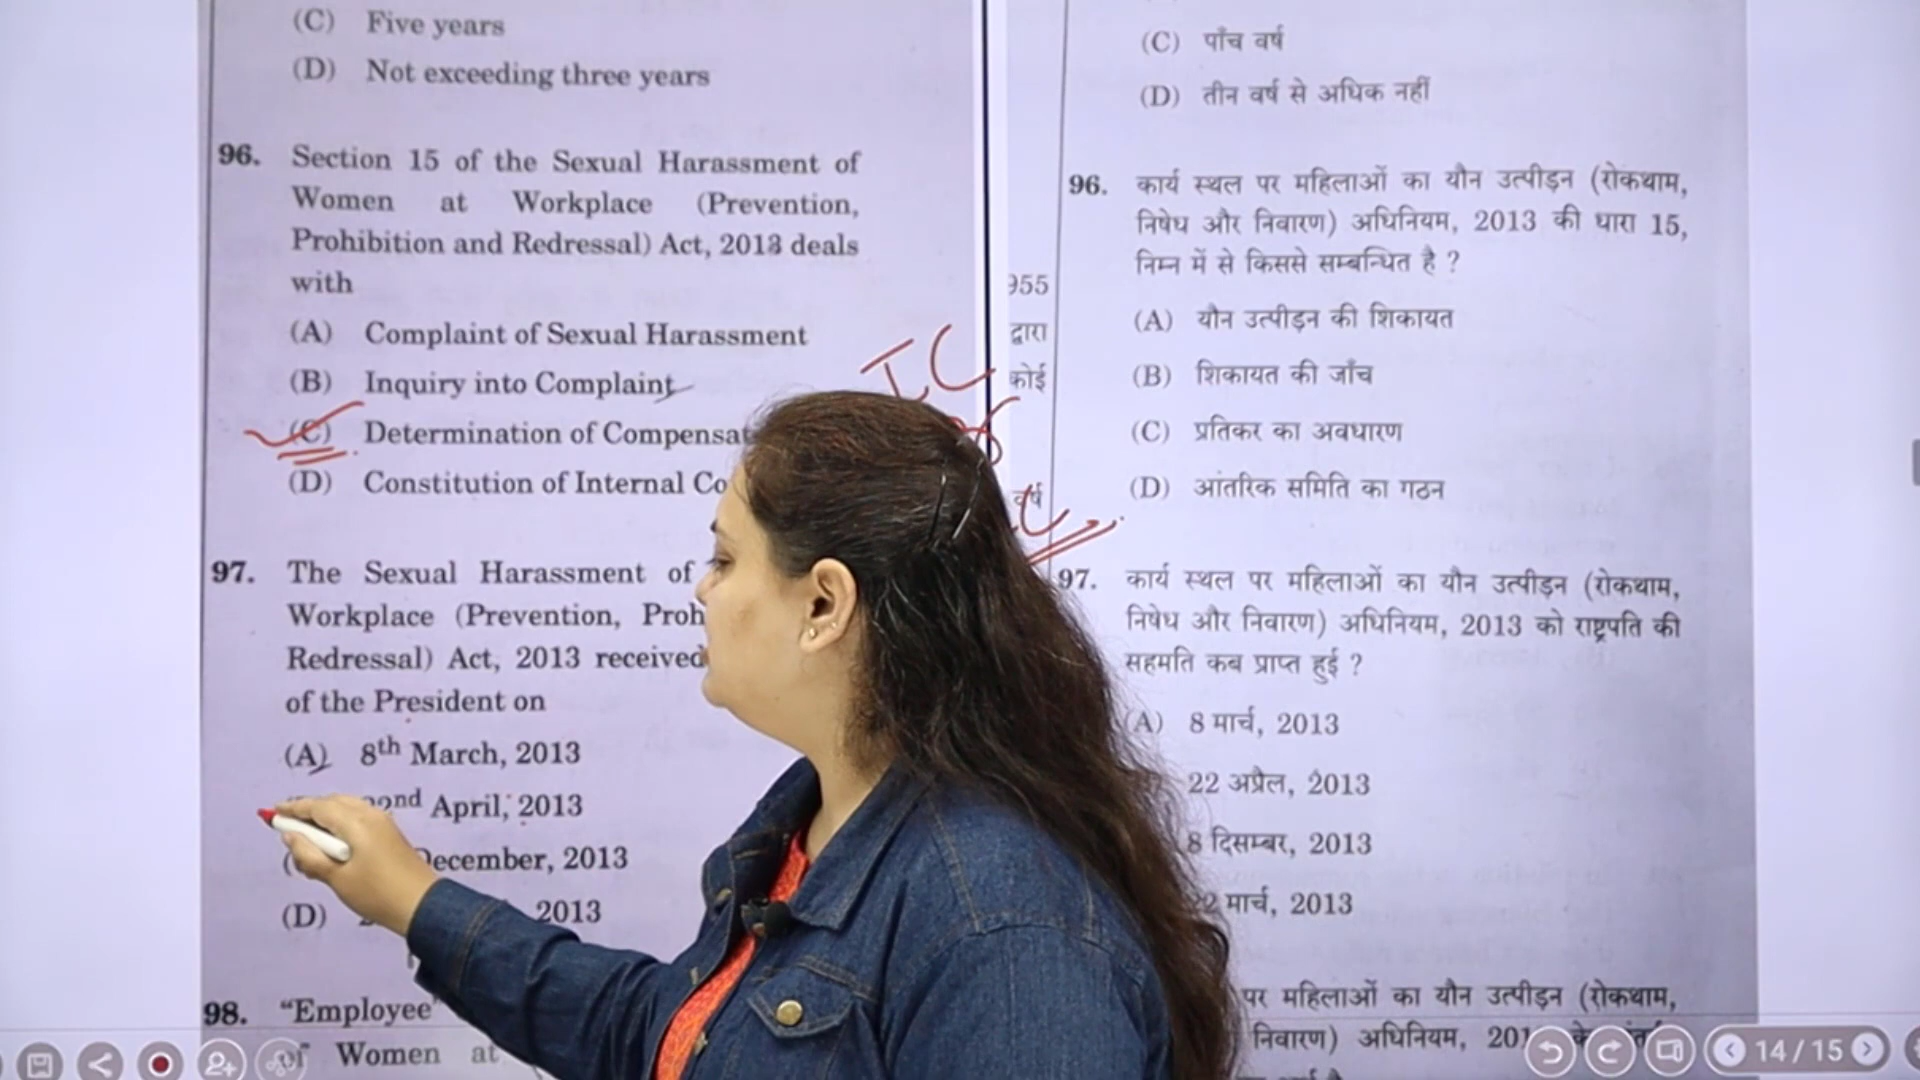 (C) Five years
(D) Not exceeding three years
96. Section 15 of the Sexual Harassment of
Women at Workplace (Prevention,
Prohibition and Redressal) Act, 2013 deals
with
(A) Complaint of Sexual Harassment
(B) Inquiry into Complaint
(C) Determination of
(D) Constitution of Internal
97. The Sexual Harassment of
Workplace (Prevention,
Redressal) Act, 2013 received
of the President on
(A) 8th March, 2013
April, 2013
December, 2013
(D) 2013
98. “Employee”
of Women at
955
द्वारा
कोई
वर्ष
IC
(C) पाँच वर्ष
(D) तीन वर्ष से अधिक नहीं
96. कार्य स्थल पर महिलाओं का यौन उत्पीड़न (रोकथाम,
निषेध और निवारण) अधिनियम, 2013 की धारा 15,
निम्न में से किससे सम्बन्धित है ?
(A) यौन उत्पीड़न की शिकायत
(B) शिकायत की जाँच
(C) प्रतिकर का अवधारण
(D) आंतरिक समिति का गठन
97. कार्य स्थल पर महिलाओं का यौन उत्पीड़न (रोकथाम,
निषेध और निवारण) अधिनियम, 2013 को राष्ट्रपति की
सहमति कब प्राप्त हुई ?
(A) 8 मार्च, 2013
22 अप्रैल, 2013
8 दिसम्बर, 2013
22 मार्च, 2013
पर महिलाओं का यौन उत्पीड़न (रोकथाम,
निवारण) अधिनियम,
14/15